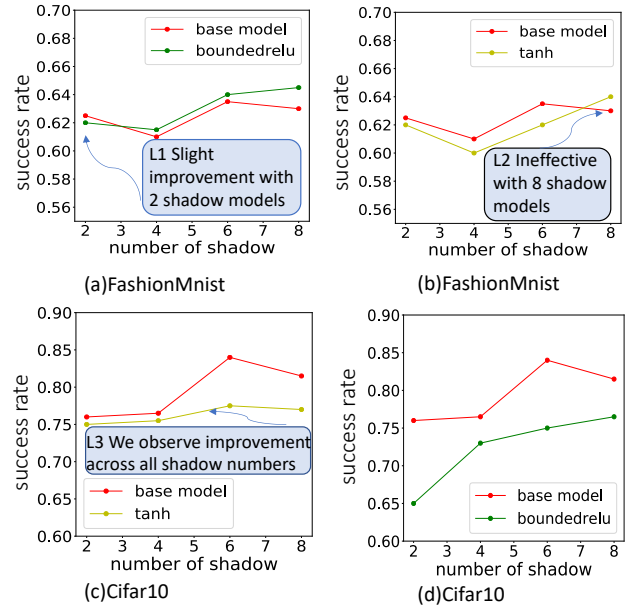 0.70
0.68
0.66
0.64
0.62
0.60
0.58
0.56
success rate
base model
boundedrelu
L1 Slight
improvement with
2 shadow models
2 3 4 5 6 7 8
number of shadow
(a)FashionMnist
0.70
0.68
0.66
0.64
0.62
0.60
0.58
0.56
success rate
base model
tanh
L2 Ineffective
with 8 shadow
models
2 3 4 5 6 7 8
number of shadow
(b)FashionMnist
0.90
0.85
0.80
0.75
0.70
0.65
0.60
success rate
L3 We observe improvement
across all shadow numbers
base model
tanh
2 3 4 5 6 7 8
number of shadow
(c)Cifar10
0.90
0.85
0.80
0.75
0.70
0.65
0.60
success rate
base model
boundedrelu
2 3 4 5 6 7 8
number of shadow
(d)Cifar10